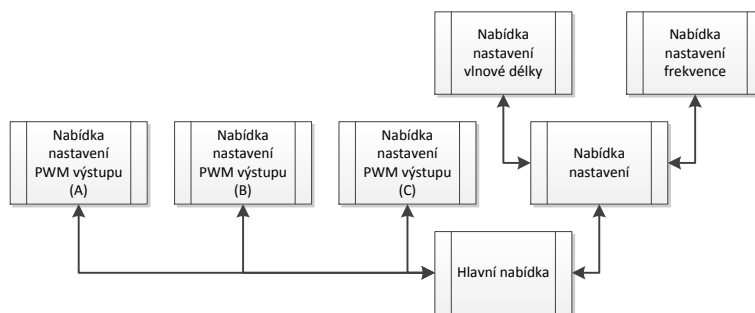 Nabídka
nastavení
vlnové délky
Nabídka
nastavení
frekvence
Nabídka
nastavení
PWM výstupu
(A)
Nabídka
nastavení
PWM výstupu
(B)
Nabídka
nastavení
PWM výstupu
(C)
Nabídka
nastavení
Hlavní nabídka